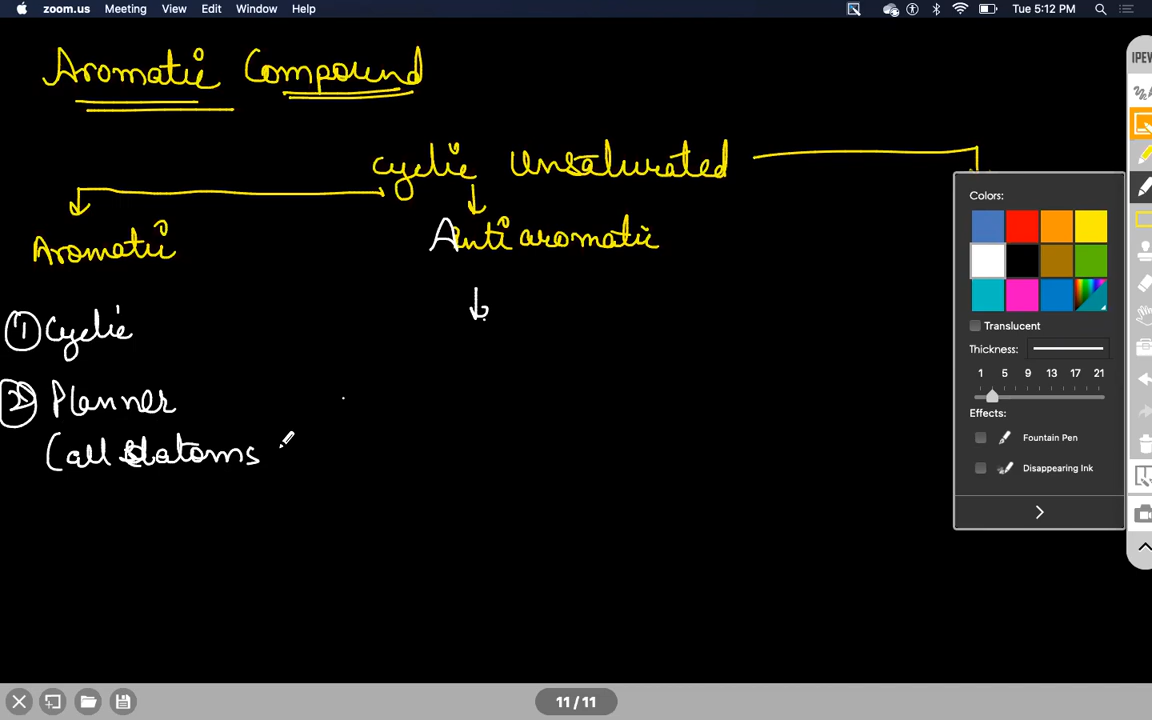 zoom.us Meeting View Edit Window Help Tue 5:12 PM
Aromatic Compound
cyclic Unsaturated
Aromatic
Antiaromatic
① Cyclic
② Planner
(all atoms
Colors:
Translucent
Thickness:
1 5 9 13 17 21
Effects:
Fountain Pen
Disappearing Ink
11 / 11